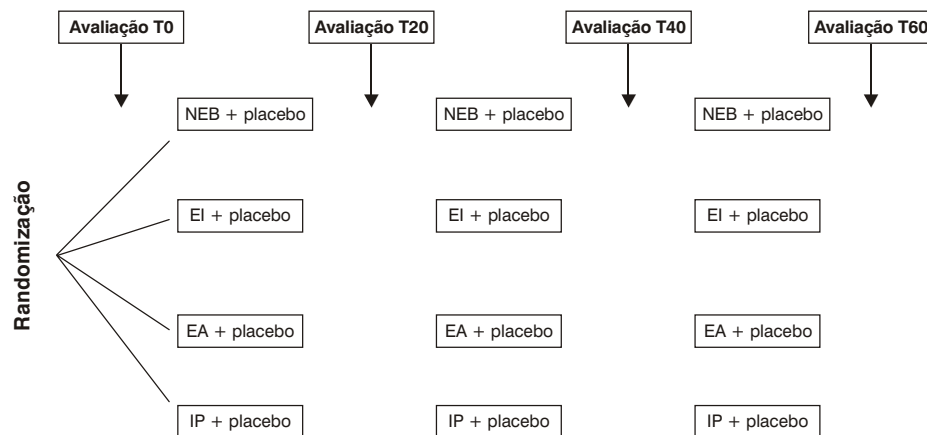 Avaliação T0
Avaliação T20
Avaliação T40
Avaliação T60
Randomização
NEB + placebo
NEB + placebo
NEB + placebo
EI + placebo
EI + placebo
EI + placebo
EA + placebo
EA + placebo
EA + placebo
IP + placebo
IP + placebo
IP + placebo